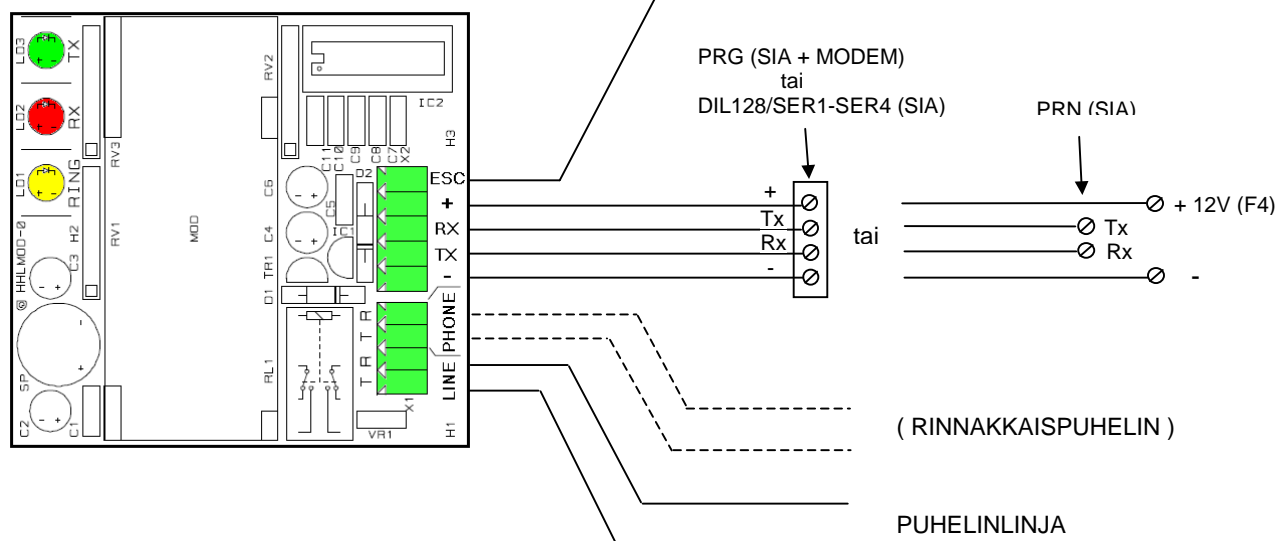 LD3
TX
LD2
RX
LD1
RING
RV3
RV1
RV2
MOD
IC2
H3
C11
C10
C9
C8
C7
X2
D2
C6
C5
C4
IC1
TR1
D1
H2
C3
© HHLMOD-0
SP
C2
C1
RL1
VR1
X1
H1
ESC
+
RX
TX
-
PHONE
T R
LINE
T R
PRG (SIA + MODEM)
tai
DIL128/SER1-SER4 (SIA)
+
Tx
Rx
-
tai
PRN (SIA)
+ 12V (F4)
Tx
Rx
-
( RINNAKKAISPUHELIN )
PUHELINLINJA